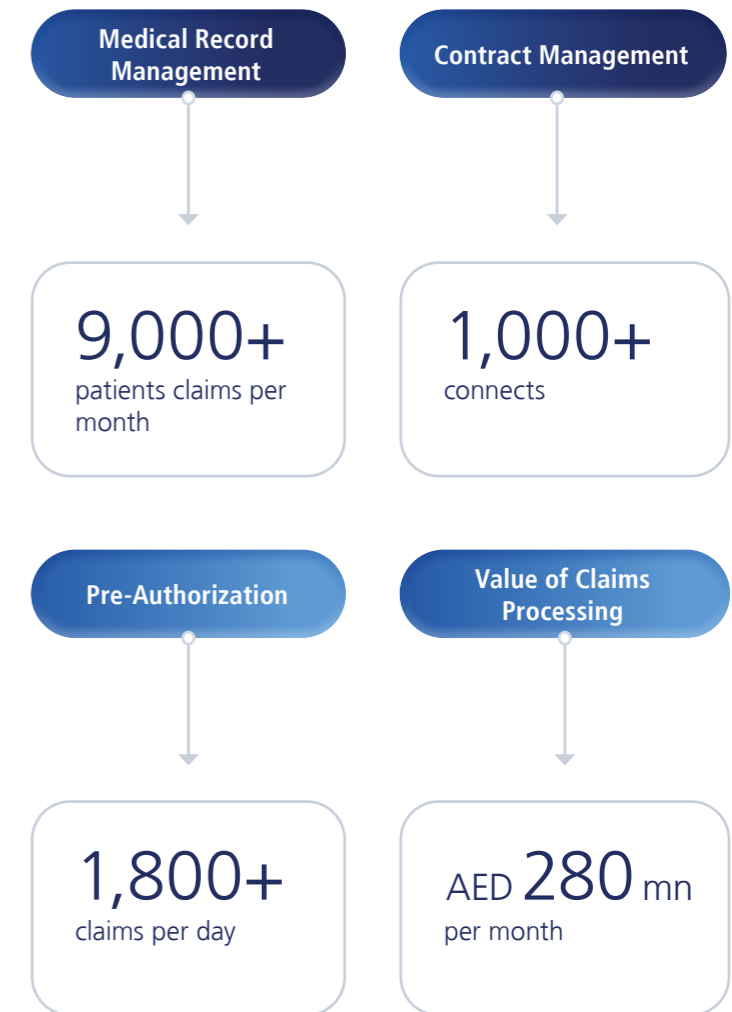 Medical Record
Management
9,000+
patients claims per
month
Contract Management
1,000+
connects
Pre-Authorization
1,800+
claims per day
Value of Claims
Processing
AED 280 mn
per month